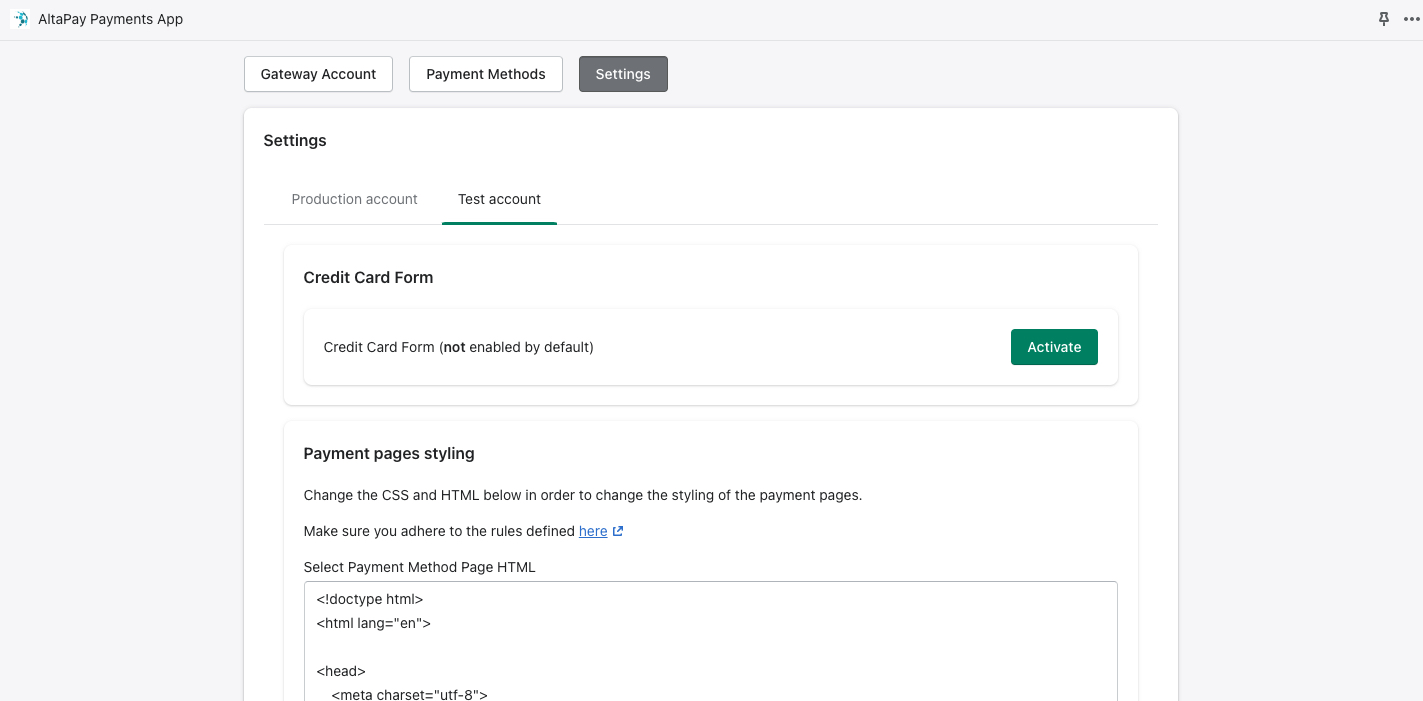 AltaPay Payments App
Gateway Account
Payment Methods
Settings
Settings
Production account
Test account
Credit Card Form
Credit Card Form (not enabled by default)
Activate
Payment pages styling
Change the CSS and HTML below in order to change the styling of the payment pages.
Make sure you adhere to the rules defined here
Select Payment Method Page HTML
<!doctype html>
<html lang="en">
<head>
<meta charset="utf-8">